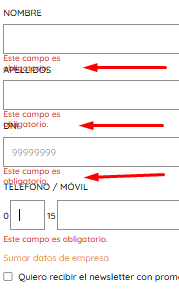 NOMBRE
Este campo es
obligatorio.
APELLIDOS
Este campo es
obligatorio.
DNI
99999999
Este campo es
obligatorio.
TELÉFONO / MÓVIL
0 15
Este campo es obligatorio.
Sumar datos de empresa
Quiero recibir el newsletter con promo